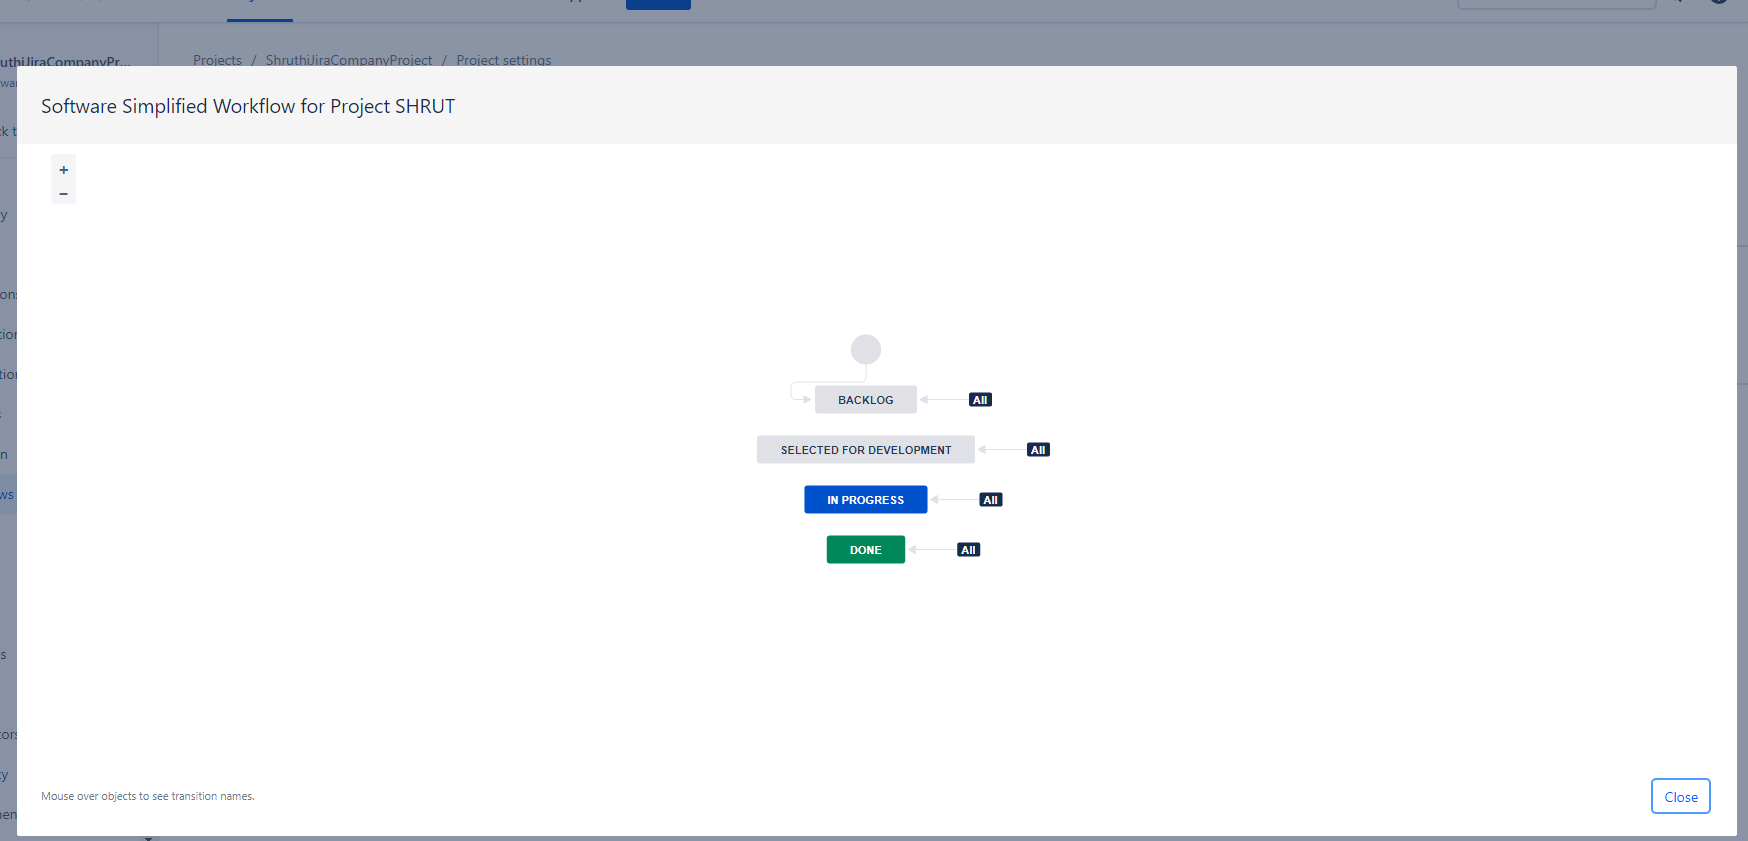 Projects / ShruthiJiraCompanyProject / Project settings
uthiJiraCompanyPr...
Software Simplified Workflow for Project SHRUT
+
−
BACKLOG All
SELECTED FOR DEVELOPMENT All
IN PROGRESS All
DONE All
Mouse over objects to see transition names.
Close